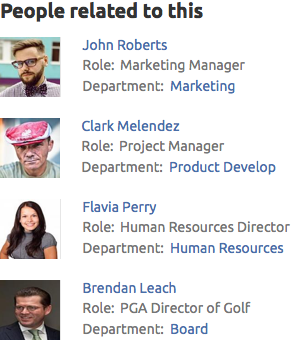 People related to this
John Roberts
Role: Marketing Manager
Department: Marketing
Clark Melendez
Role: Project Manager
Department: Product Develop
Flavia Perry
Role: Human Resources Director
Department: Human Resources
Brendan Leach
Role: PGA Director of Golf
Department: Board